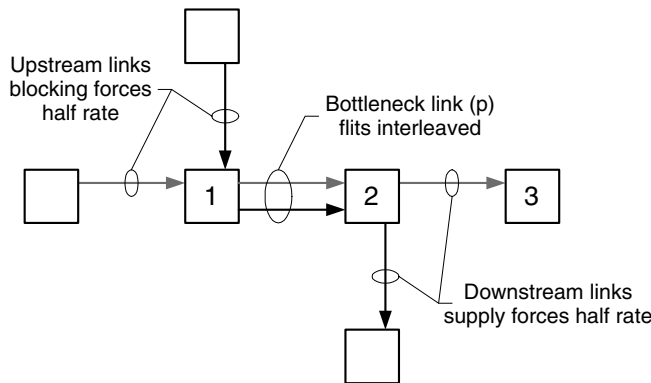 Upstream links
blocking forces
half rate
Bottleneck link (p)
flits interleaved
1
2
3
Downstream links
supply forces half rate